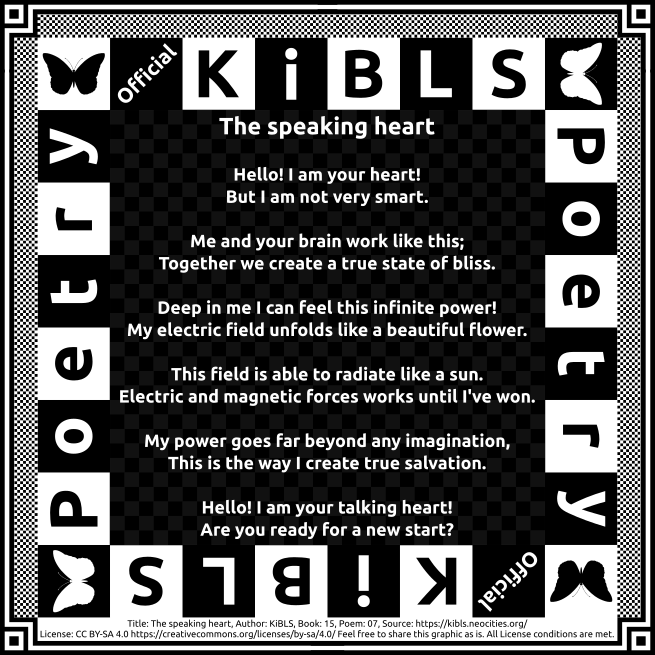 Official KiBLS
Poetry
Poetry
The speaking heart
Hello! I am your heart!
But I am not very smart.
Me and your brain work like this;
Together we create a true state of bliss.
Deep in me I can feel this infinite power!
My electric field unfolds like a beautiful flower.
This field is able to radiate like a sun.
Electric and magnetic forces works until I've won.
My power goes far beyond any imagination,
This is the way I create true salvation.
Hello! I am your talking heart!
Are you ready for a new start?
Official KiBLS
Title: The speaking heart, Author: KiBLS, Book: 15, Poem: 07, Source: https://kibls.neocities.org/
License: CC BY-SA 4.0 https://creativecommons.org/licenses/by-sa/4.0/ Feel free to share this graphic as is. All License conditions are met.